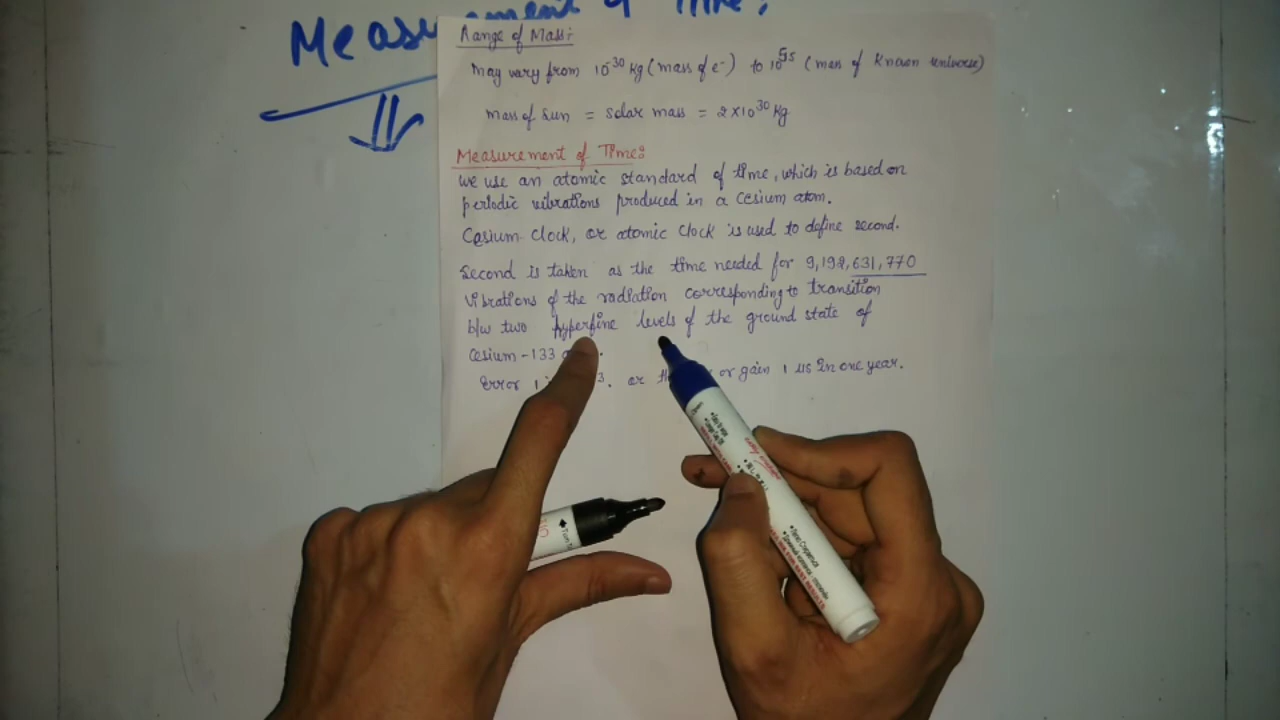 Measurement of Time:
Range of Mass:
may vary from 10⁻³⁰ kg (mass of e⁻) to 10⁵⁵ (mass of known universe)
mass of sun = solar mass = 2×10³⁰ kg
Measurement of Time:
we use an atomic standard of time, which is based on
periodic vibrations produced in a cesium atom.
Cesium clock, or atomic clock is used to define second.
Second is taken as the time needed for 9,192,631,770
vibrations of the radiation corresponding to transition
b/w two hyperfine levels of the ground state of
cesium-133
Error 1 3. or or gain 1 us in one year.